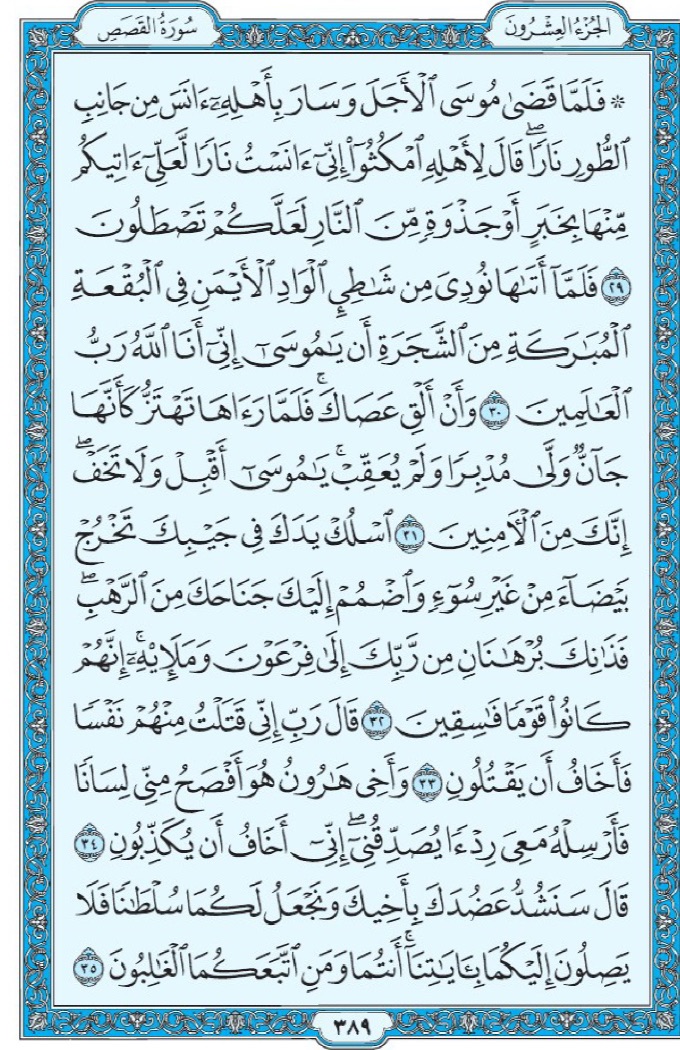 الجُزْءُ العِشْرُونَ
سُورَةُ القَصَصِ
۞ فَلَمَّا قَضَىٰ مُوسَى ٱلْأَجَلَ وَسَارَ بِأَهْلِهِۦٓ ءَانَسَ مِن جَانِبِ
ٱلطُّورِ نَارًاۖ قَالَ لِأَهْلِهِ ٱمْكُثُوٓا۟ إِنِّىٓ ءَانَسْتُ نَارًا لَّعَلِّىٓ ءَاتِيكُم
مِّنْهَا بِخَبَرٍ أَوْ جَذْوَةٍ مِّنَ ٱلنَّارِ لَعَلَّكُمْ تَصْطَلُونَ
٢٩ فَلَمَّآ أَتَىٰهَا نُودِىَ مِن شَٰطِئِ ٱلْوَادِ ٱلْأَيْمَنِ فِى ٱلْبُقْعَةِ
ٱلْمُبَٰرَكَةِ مِنَ ٱلشَّجَرَةِ أَن يَٰمُوسَىٰٓ إِنِّىٓ أَنَا ٱللَّهُ رَبُّ
ٱلْعَٰلَمِينَ ٣٠ وَأَنْ أَلْقِ عَصَاكَۚ فَلَمَّا رَءَاهَا تَهْتَزُّ كَأَنَّهَا
جَآنٌّ وَلَّىٰ مُدْبِرًا وَلَمْ يُعَقِّبْۚ يَٰمُوسَىٰٓ أَقْبِلْ وَلَا تَخَفْۖ
إِنَّكَ مِنَ ٱلْءَامِنِينَ ٣١ ٱسْلُكْ يَدَكَ فِى جَيْبِكَ تَخْرُجْ
بَيْضَآءَ مِنْ غَيْرِ سُوٓءٍ وَٱضْمُمْ إِلَيْكَ جَنَاحَكَ مِنَ ٱلرَّهْبِۖ
فَذَٰنِكَ بُرْهَٰنَانِ مِن رَّبِّكَ إِلَىٰ فِرْعَوْنَ وَمَلَإِي۟هِۦٓۚ إِنَّهُمْ
كَانُوا۟ قَوْمًا فَٰسِقِينَ ٣٢ قَالَ رَبِّ إِنِّى قَتَلْتُ مِنْهُمْ نَفْسًا
فَأَخَافُ أَن يَقْتُلُونِ ٣٣ وَأَخِى هَٰرُونُ هُوَ أَفْصَحُ مِنِّى لِسَانًا
فَأَرْسِلْهُ مَعِىَ رِدْءًا يُصَدِّقُنِىٓۖ إِنِّىٓ أَخَافُ أَن يُكَذِّبُونِ ٣٤
قَالَ سَنَشُدُّ عَضُدَكَ بِأَخِيكَ وَنَجْعَلُ لَكُمَا سُلْطَٰنًا فَلَا
يَصِلُونَ إِلَيْكُمَا بِـَٔايَٰتِنَآۚ أَنتُمَا وَمَنِ ٱتَّبَعَكُمَا ٱلْغَٰلِبُونَ ٣٥
٣٨٩